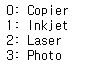 0: Copier
1: Inkjet
2: Laser
3: Photo